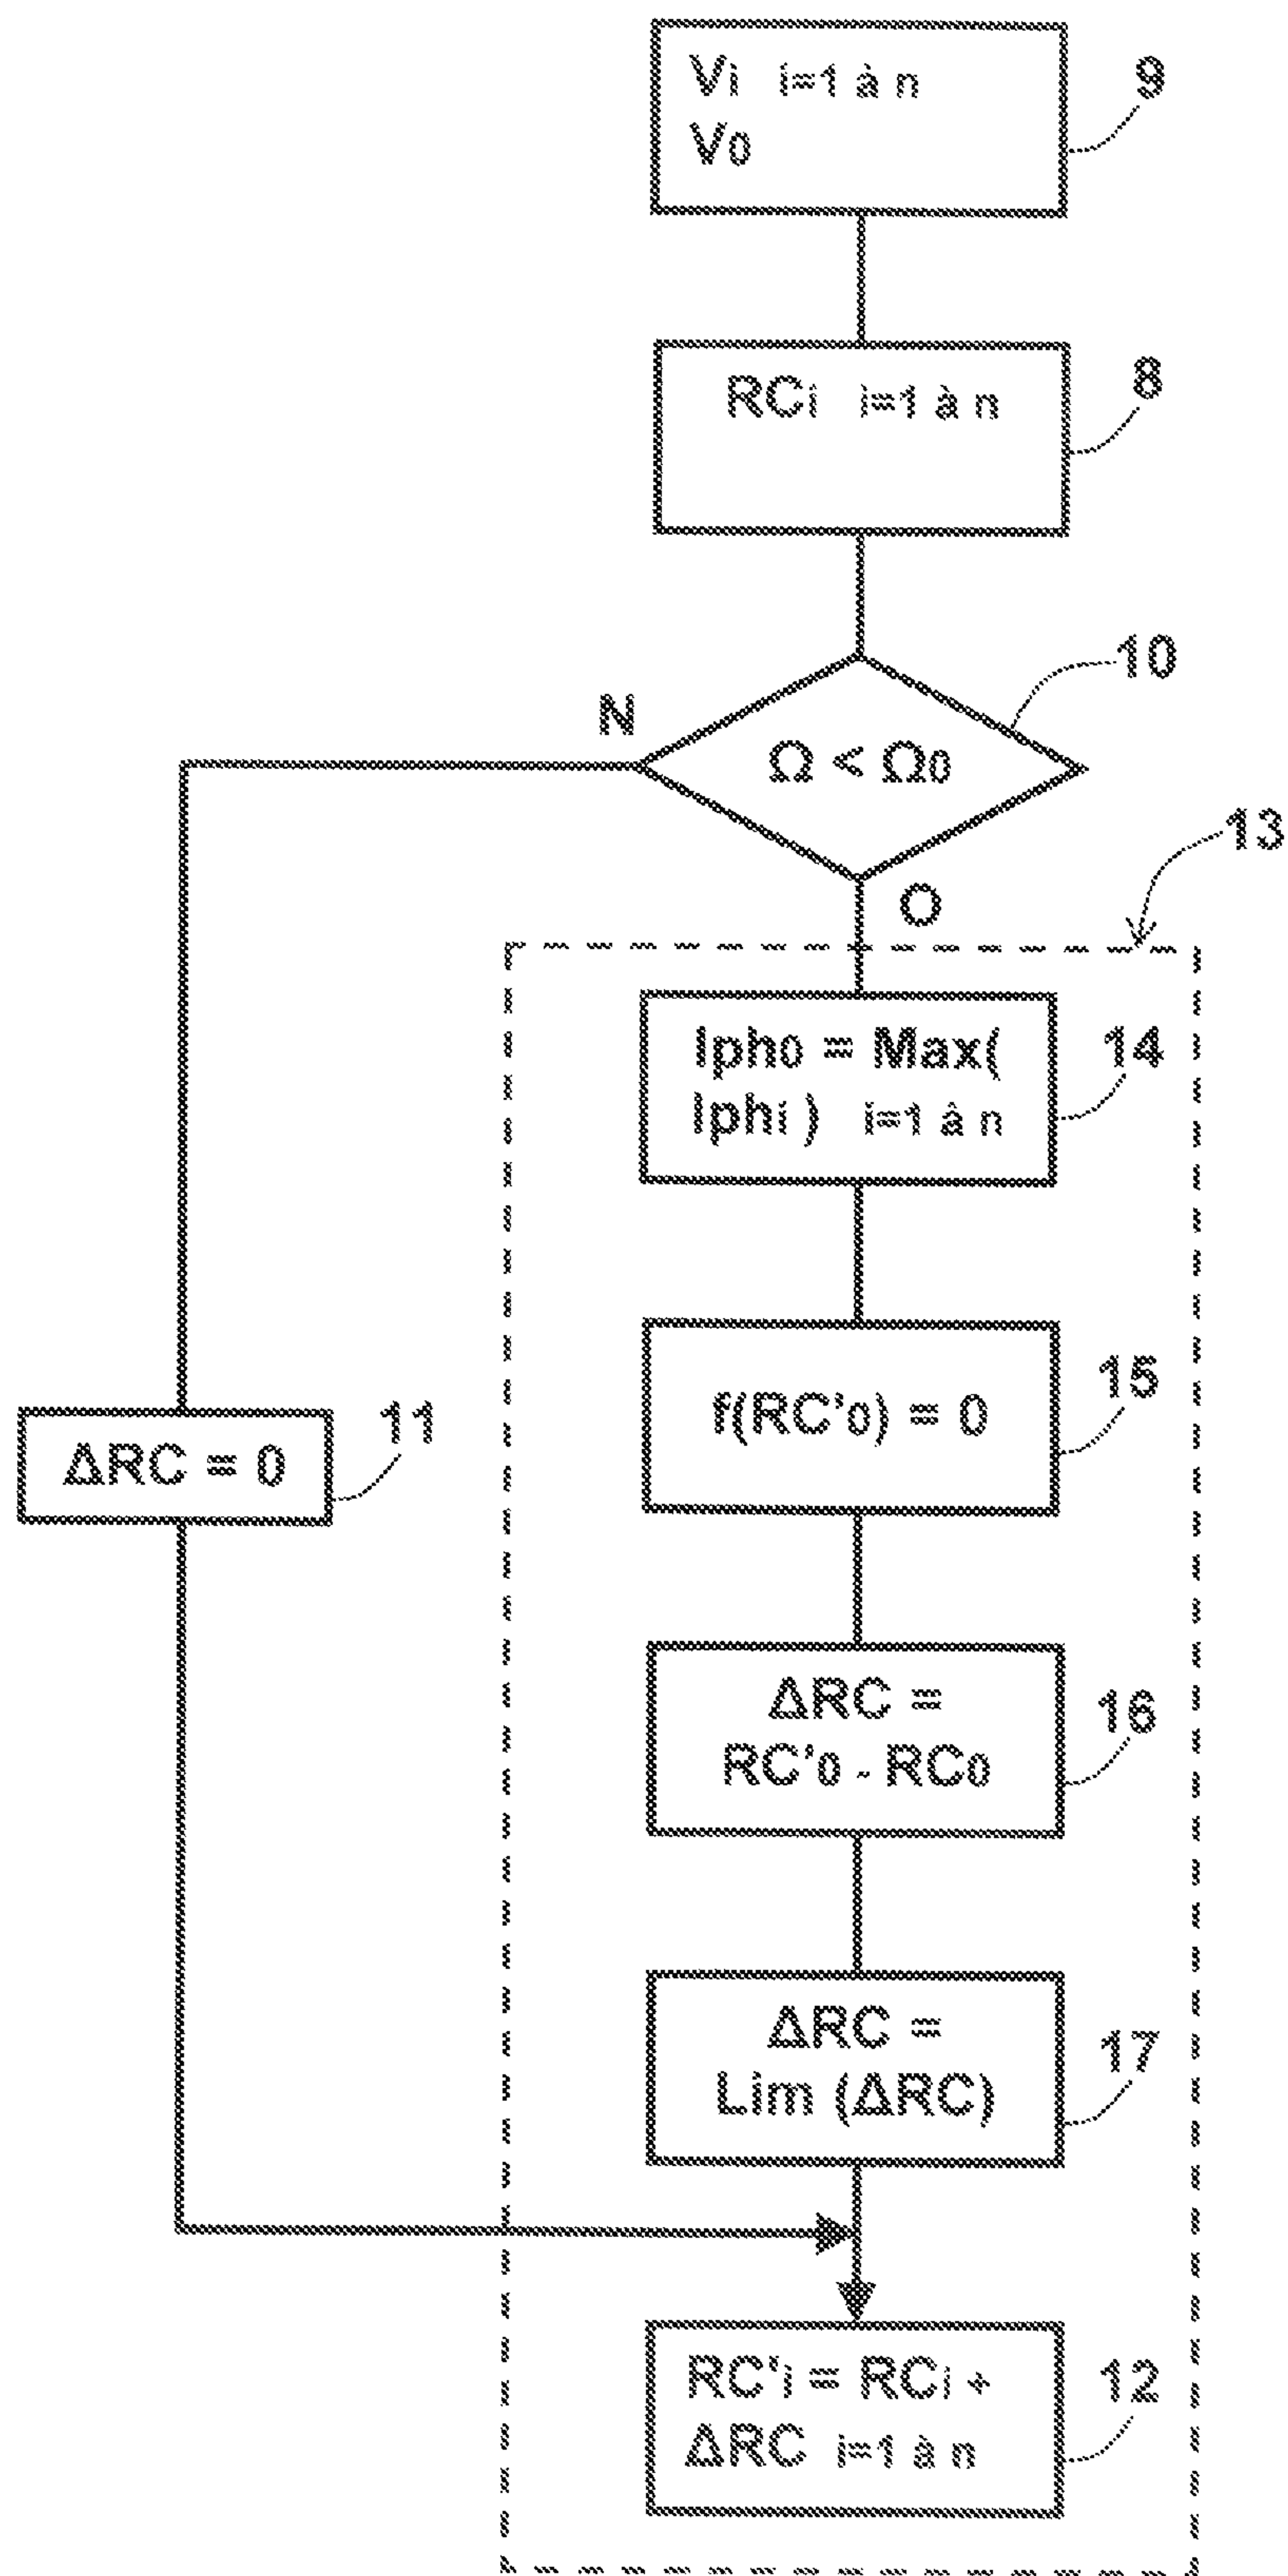 Vi i=1 à n
V0
9
RCi i=1 à n
8
10
N
Ω < Ω0
13
O
Iph0 = Max(
Iphi ) i=1 à n
14
f(RC'0) = 0
15
ΔRC = 0
11
ΔRC =
RC'0 - RC0
16
ΔRC =
Lim (ΔRC)
17
RC'i = RCi +
ΔRC i=1 à n
12